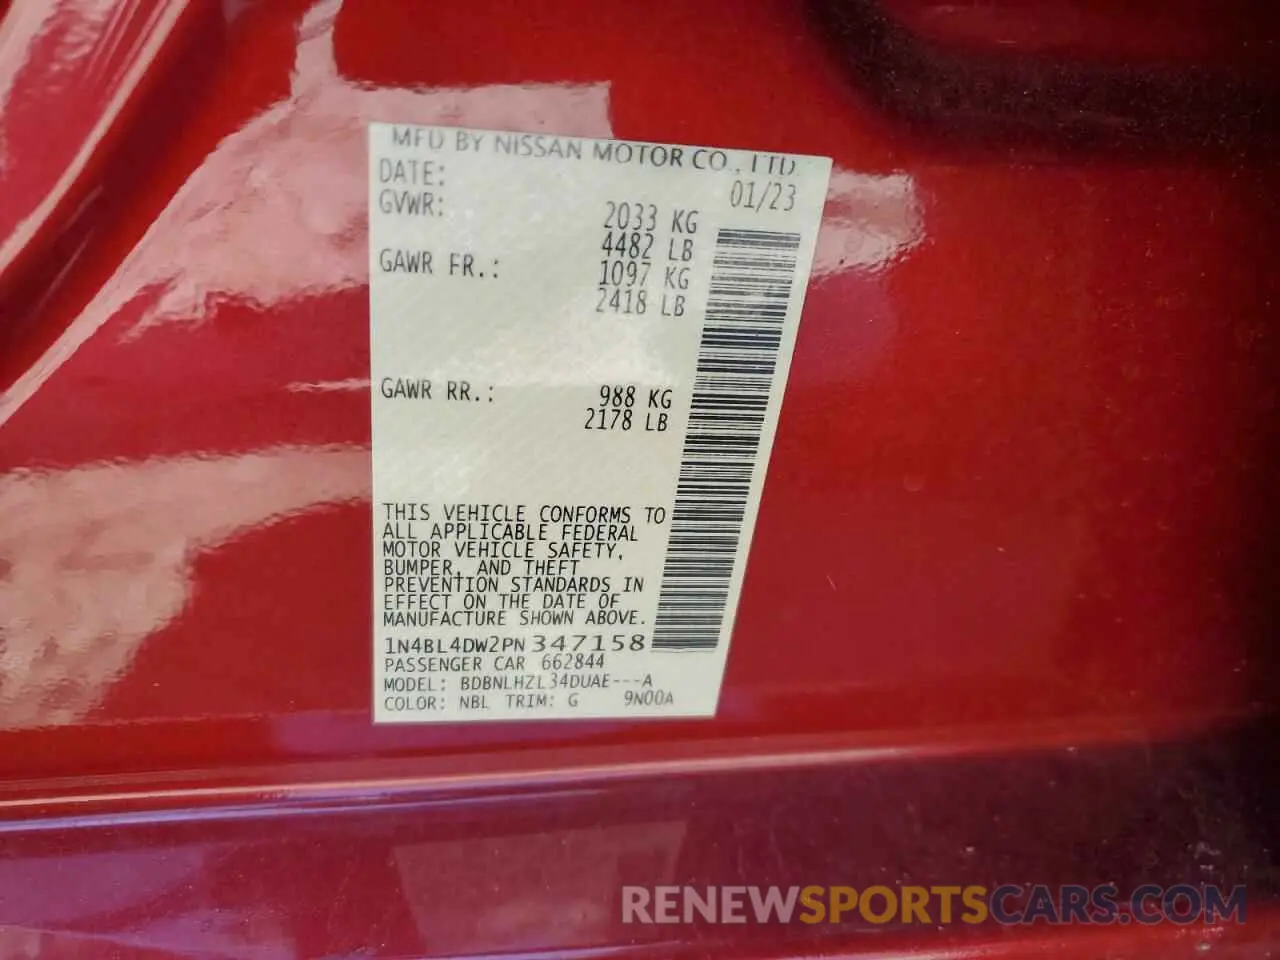 MFD BY NISSAN MOTOR CO., LTD.
DATE: 01/23
GVWR: 2033 KG
4482 LB
GAWR FR.: 1097 KG
2418 LB
GAWR RR.: 988 KG
2178 LB
THIS VEHICLE CONFORMS TO
ALL APPLICABLE FEDERAL
MOTOR VEHICLE SAFETY,
BUMPER, AND THEFT
PREVENTION STANDARDS IN
EFFECT ON THE DATE OF
MANUFACTURE SHOWN ABOVE.
1N4BL4DW2PN347158
PASSENGER CAR 662844
MODEL: BDBNLHZL34DUAE---A
COLOR: NBL TRIM: G 9N00A
RENEWSPORTSCARS.COM